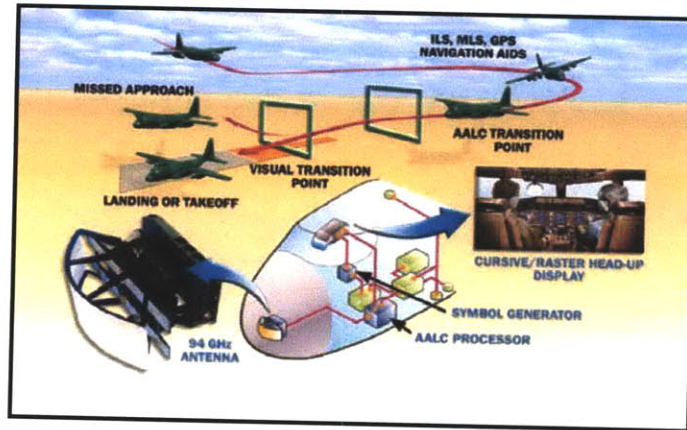 ILS, MLS, GPS
NAVIGATION AIDS
MISSED APPROACH
AALC TRANSITION
POINT
VISUAL TRANSITION
POINT
LANDING OR TAKEOFF
CURSIVE/RASTER HEAD-UP
DISPLAY
SYMBOL GENERATOR
AALC PROCESSOR
94 GHz
ANTENNA